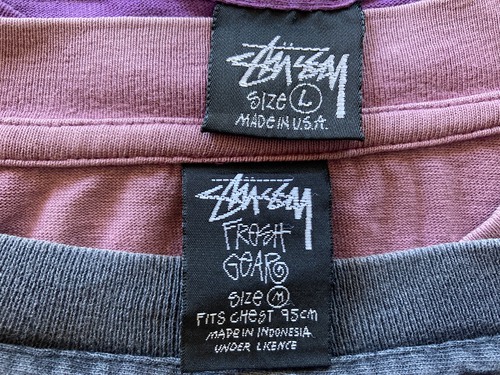 STÜSSY
SIZE L
MADE IN U.S.A.
STÜSSY
FRESH
GEAR
SIZE M
FITS CHEST 95CM
MADE IN INDONESIA
UNDER LICENCE